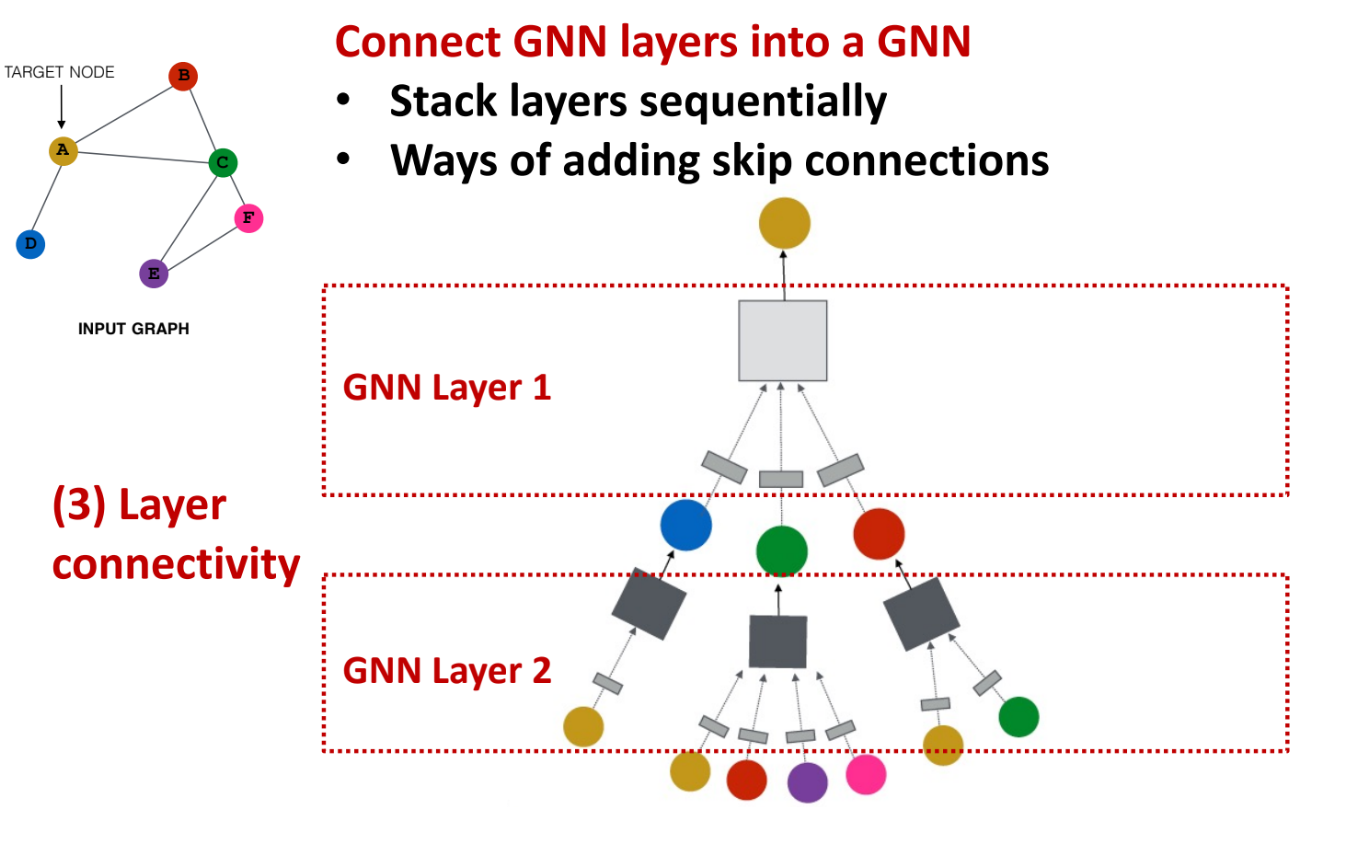 Connect GNN layers into a GNN
• Stack layers sequentially
• Ways of adding skip connections
TARGET NODE
B
A
C
F
D
E
INPUT GRAPH
GNN Layer 1
(3) Layer
connectivity
GNN Layer 2